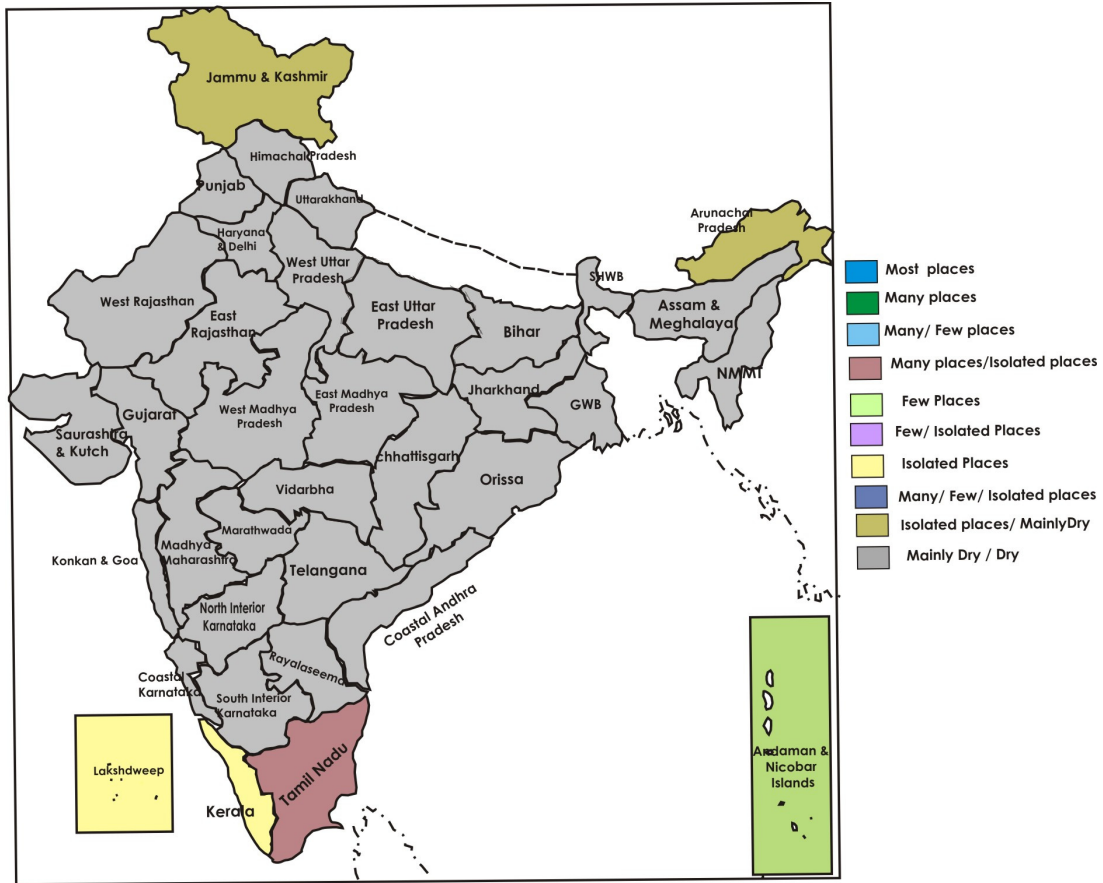 Jammu & Kashmir
Himachal Pradesh
Punjab
Uttarakhand
Haryana
& Delhi
Arunachal
Pradesh
West Uttar
Pradesh
SHWB
West Rajasthan
East
Rajasthan
East Uttar
Pradesh
Bihar
Assam &
Meghalaya
NMMT
Gujarat
Saurashtra
& Kutch
West Madhya
Pradesh
East Madhya
Pradesh
Jharkhand
GWB
chhattisgarh
Orissa
Vidarbha
Marathwada
Madhya
Maharashtra
Konkan & Goa
Telangana
North Interior
Karnataka
Coastal Andhra
Pradesh
Rayalaseema
Coastal
Karnataka
South Interior
Karnataka
Lakshdweep
Kerala
Tamil Nadu
Andaman &
Nicobar
Islands
Most places
Many places
Many/ Few places
Many places/Isolated places
Few Places
Few/ Isolated Places
Isolated Places
Many/ Few/ Isolated places
Isolated places/ MainlyDry
Mainly Dry / Dry